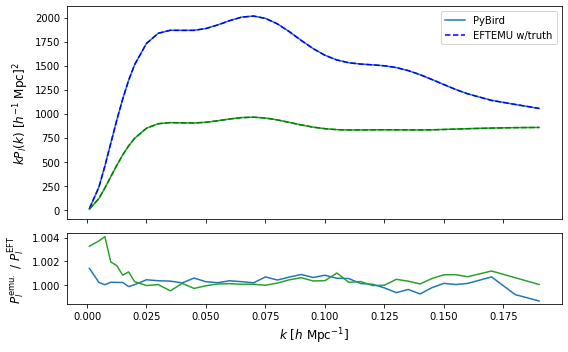 2000
1750
1500
1250
1000
750
500
250
0
kP_l(k) [h^{-1} Mpc]^2
PyBird
EFTEMU w/truth
1.004
1.002
1.000
P_l^{emu.} / P_l^{EFT}
0.000 0.025 0.050 0.075 0.100 0.125 0.150 0.175
k [h Mpc^{-1}]